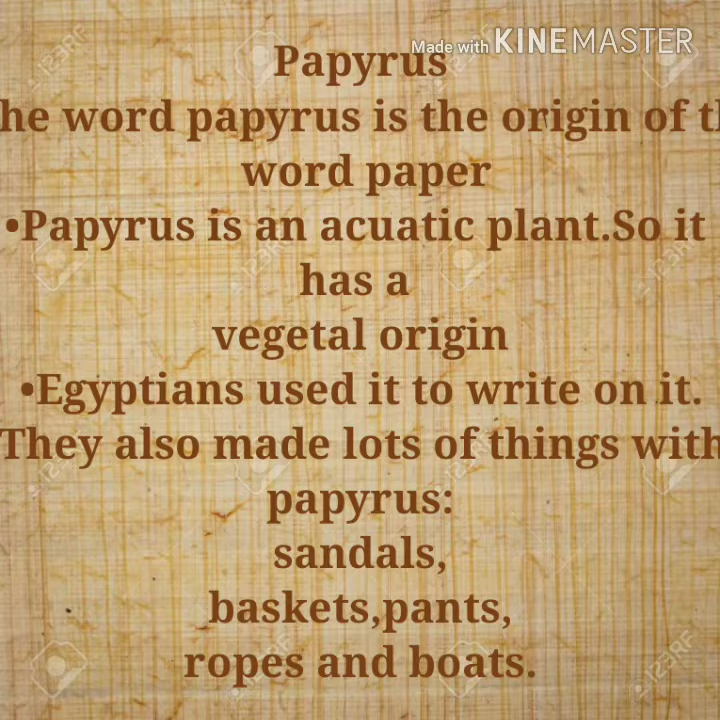 Made with KINEMASTER
Papyrus
he word papyrus is the origin of t
word paper
•Papyrus is an acuatic plant.So it
has a
vegetal origin
•Egyptians used it to write on it.
They also made lots of things with
papyrus:
sandals,
baskets,pants,
ropes and boats.
123RF